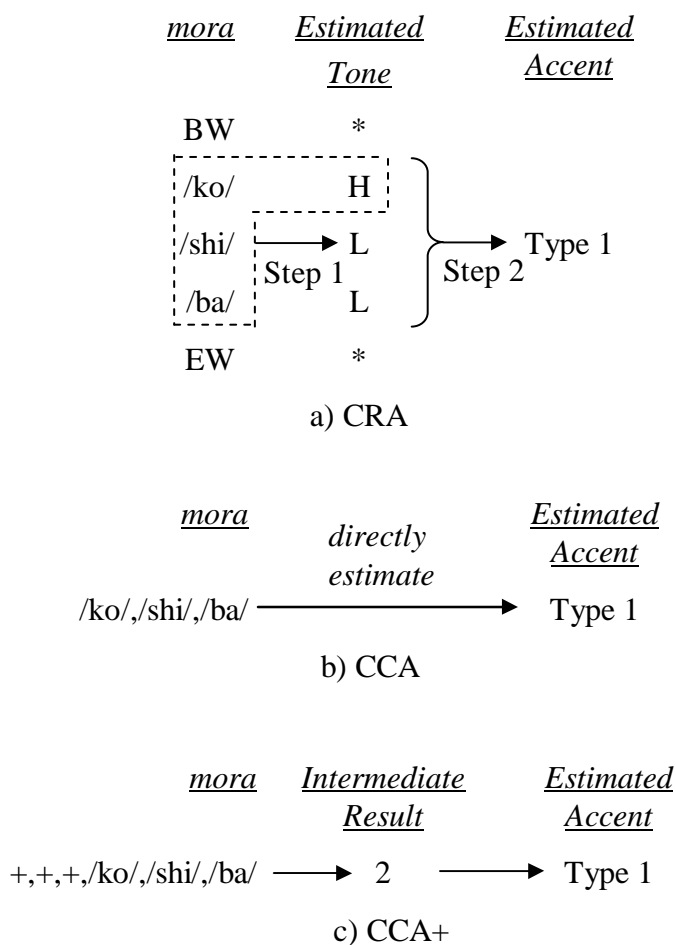 mora Estimated Estimated
Tone Accent
BW *
/ko/ H
/shi/ L Type 1
Step 1 Step 2
/ba/ L
EW *
a) CRA
mora directly Estimated
estimate Accent
/ko/,/shi/,/ba/ Type 1
b) CCA
mora Intermediate Estimated
Result Accent
+,+,+,/ko/,/shi/,/ba/ 2 Type 1
c) CCA+